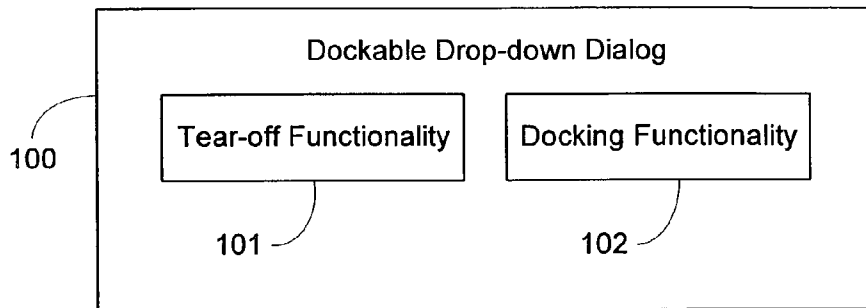 Dockable Drop-down Dialog
Tear-off Functionality
Docking Functionality
100
101
102